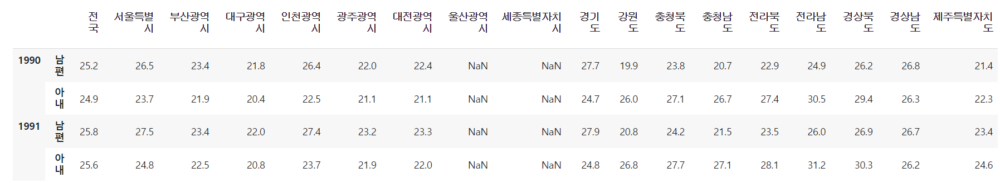 전국 서울특별시 부산광역시 대구광역시 인천광역시 광주광역시 대전광역시 울산광역시 세종특별자치시 경기도 강원도 충청북도 충청남도 전라북도 전라남도 경상북도 경상남도 제주특별자치도
1990 남편 25.2 26.5 23.4 21.8 26.4 22.0 22.4 NaN NaN 27.7 19.9 23.8 20.7 22.9 24.9 26.2 26.8 21.4
아내 24.9 23.7 21.9 20.4 22.5 21.1 21.1 NaN NaN 24.7 26.0 27.1 26.7 27.4 30.5 29.4 26.3 22.3
1991 남편 25.8 27.5 23.4 22.0 27.4 23.2 23.3 NaN NaN 27.9 20.8 24.2 21.5 23.5 26.0 26.9 26.7 23.4
아내 25.6 24.8 22.5 20.8 23.7 21.9 22.0 NaN NaN 24.8 26.8 27.7 27.1 28.1 31.2 30.3 26.2 24.6